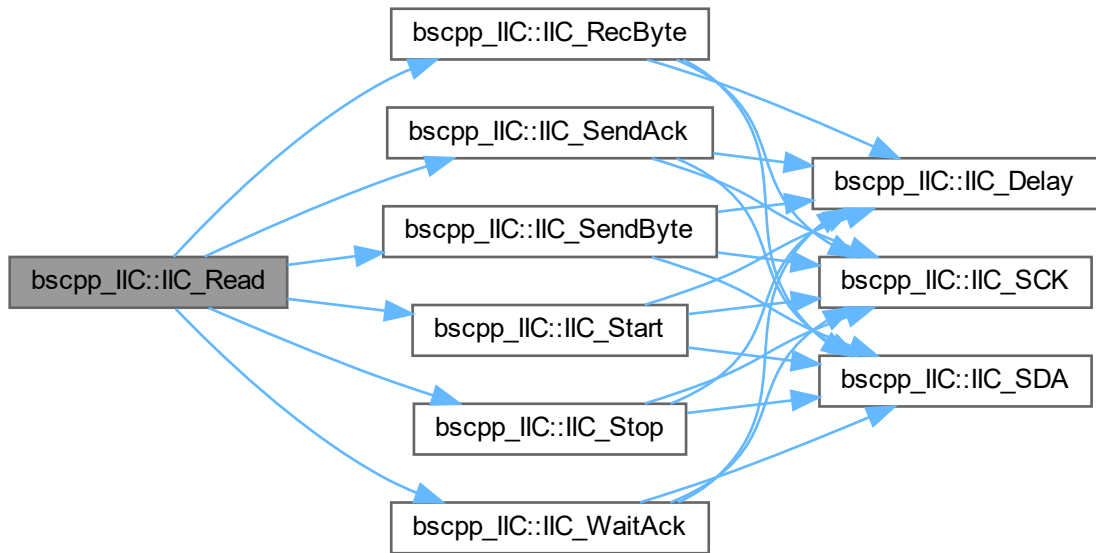 bscpp_IIC::IIC_Read
bscpp_IIC::IIC_RecByte
bscpp_IIC::IIC_SendAck
bscpp_IIC::IIC_SendByte
bscpp_IIC::IIC_Start
bscpp_IIC::IIC_Stop
bscpp_IIC::IIC_WaitAck
bscpp_IIC::IIC_Delay
bscpp_IIC::IIC_SCK
bscpp_IIC::IIC_SDA